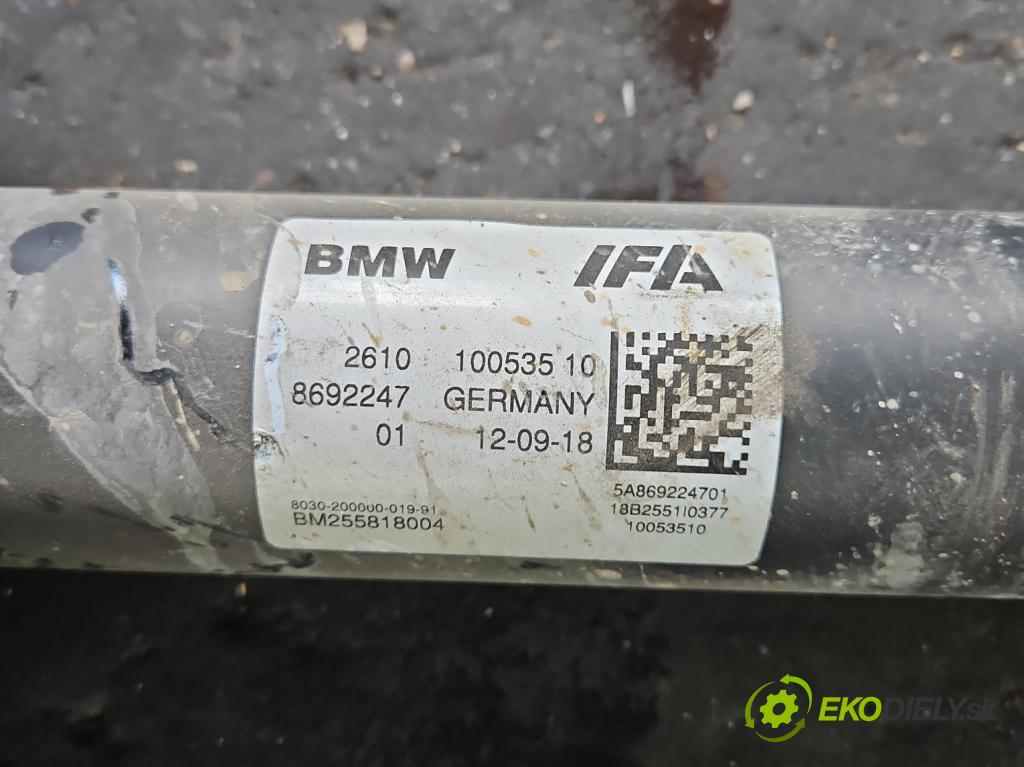 BMW IFA
2610 100535 10
8692247 GERMANY
01 12-09-18
5A869224701
8030-200000-019-91 18B2551I0377
BM255818004 10053510
EKODIELY.sk